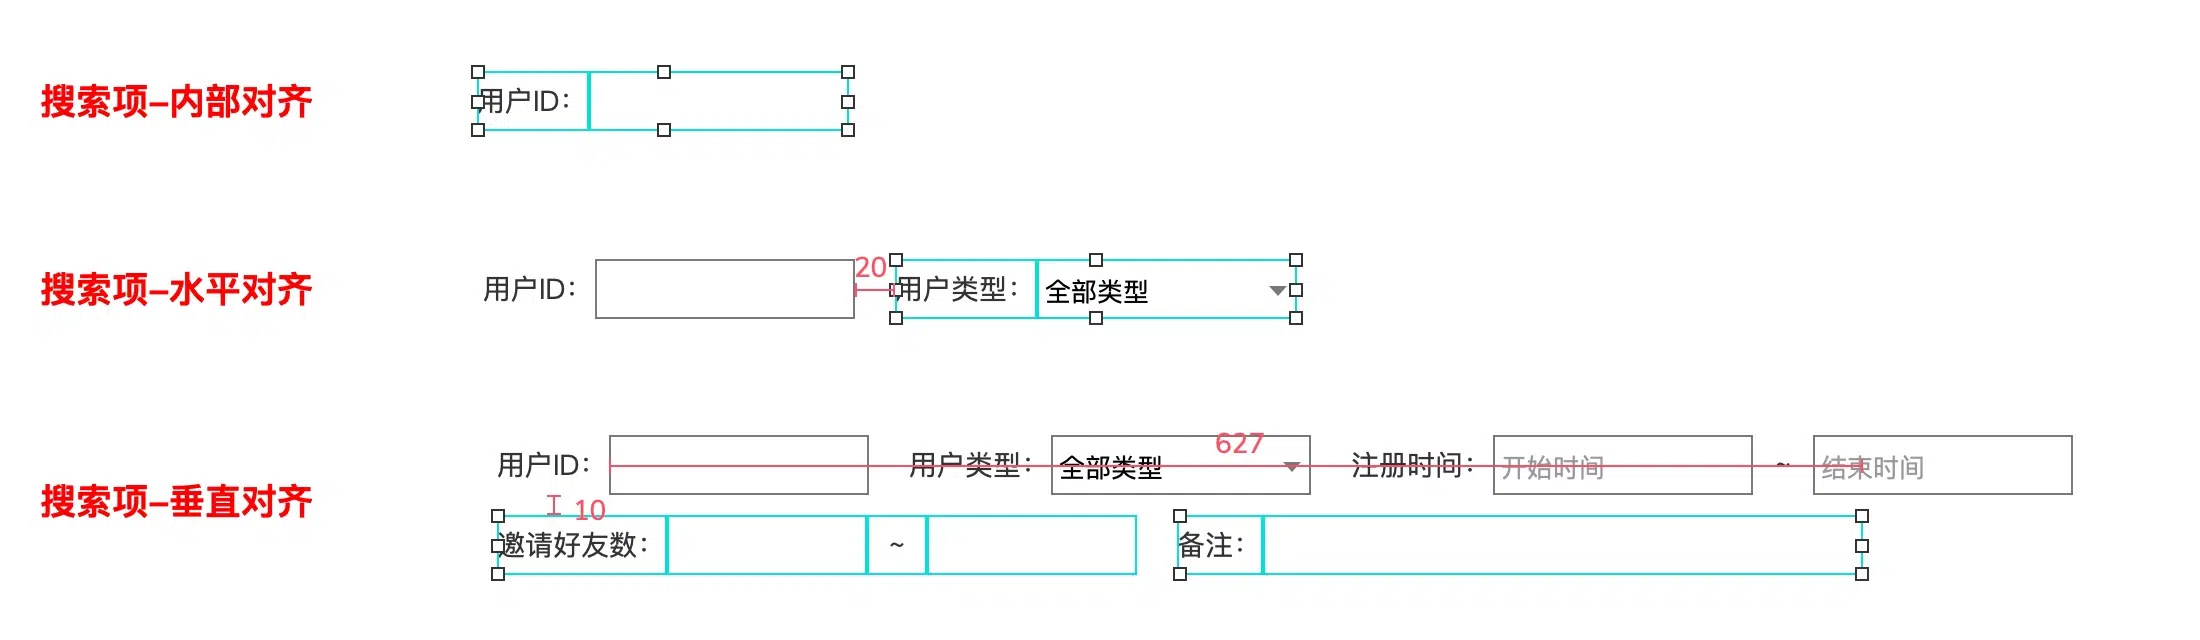 搜索项–内部对齐
用户ID：
搜索项–水平对齐
用户ID：
20
用户类型：
全部类型
搜索项–垂直对齐
用户ID：
用户类型：
全部类型
627
注册时间：
开始时间
~
结束时间
10
邀请好友数：
~
备注：